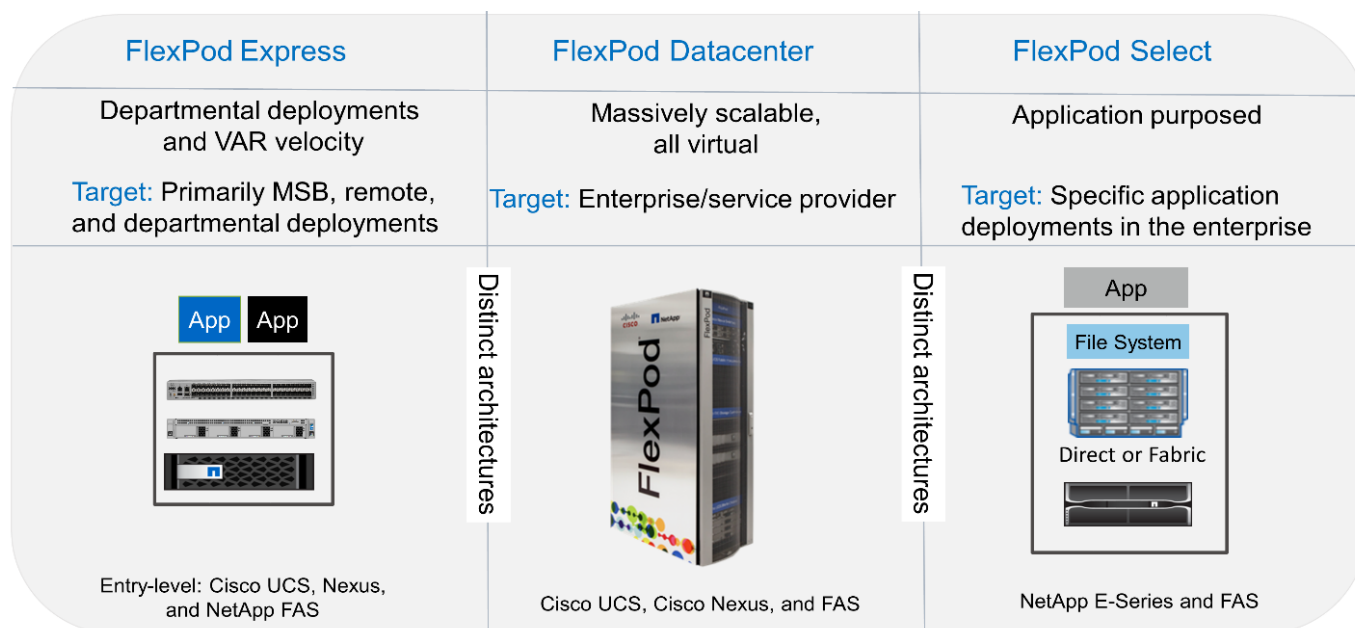 FlexPod Express
Departmental deployments
and VAR velocity
Target: Primarily MSB, remote,
and departmental deployments
App
App
Entry-level: Cisco UCS, Nexus,
and NetApp FAS
Distinct architectures
FlexPod Datacenter
Massively scalable,
all virtual
Target: Enterprise/service provider
CISCO
NetApp
FlexPod
FlexPod
Cisco UCS, Cisco Nexus, and FAS
Distinct architectures
FlexPod Select
Application purposed
Target: Specific application
deployments in the enterprise
App
File System
Direct or Fabric
NetApp E-Series and FAS